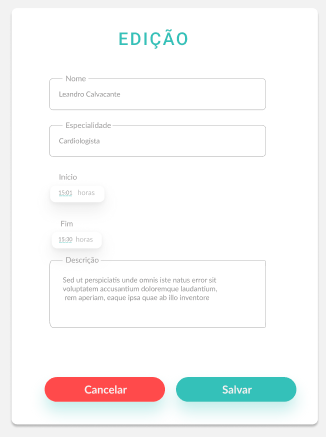 EDIÇÃO
Nome
Leandro Calvacante
Especialidade
Cardiologista
Início
15:01 horas
Fim
15:30 horas
Descrição
Sed ut perspiciatis unde omnis iste natus error sit
voluptatem accusantium doloremque laudantium,
rem aperiam, eaque ipsa quae ab illo inventore
Cancelar
Salvar